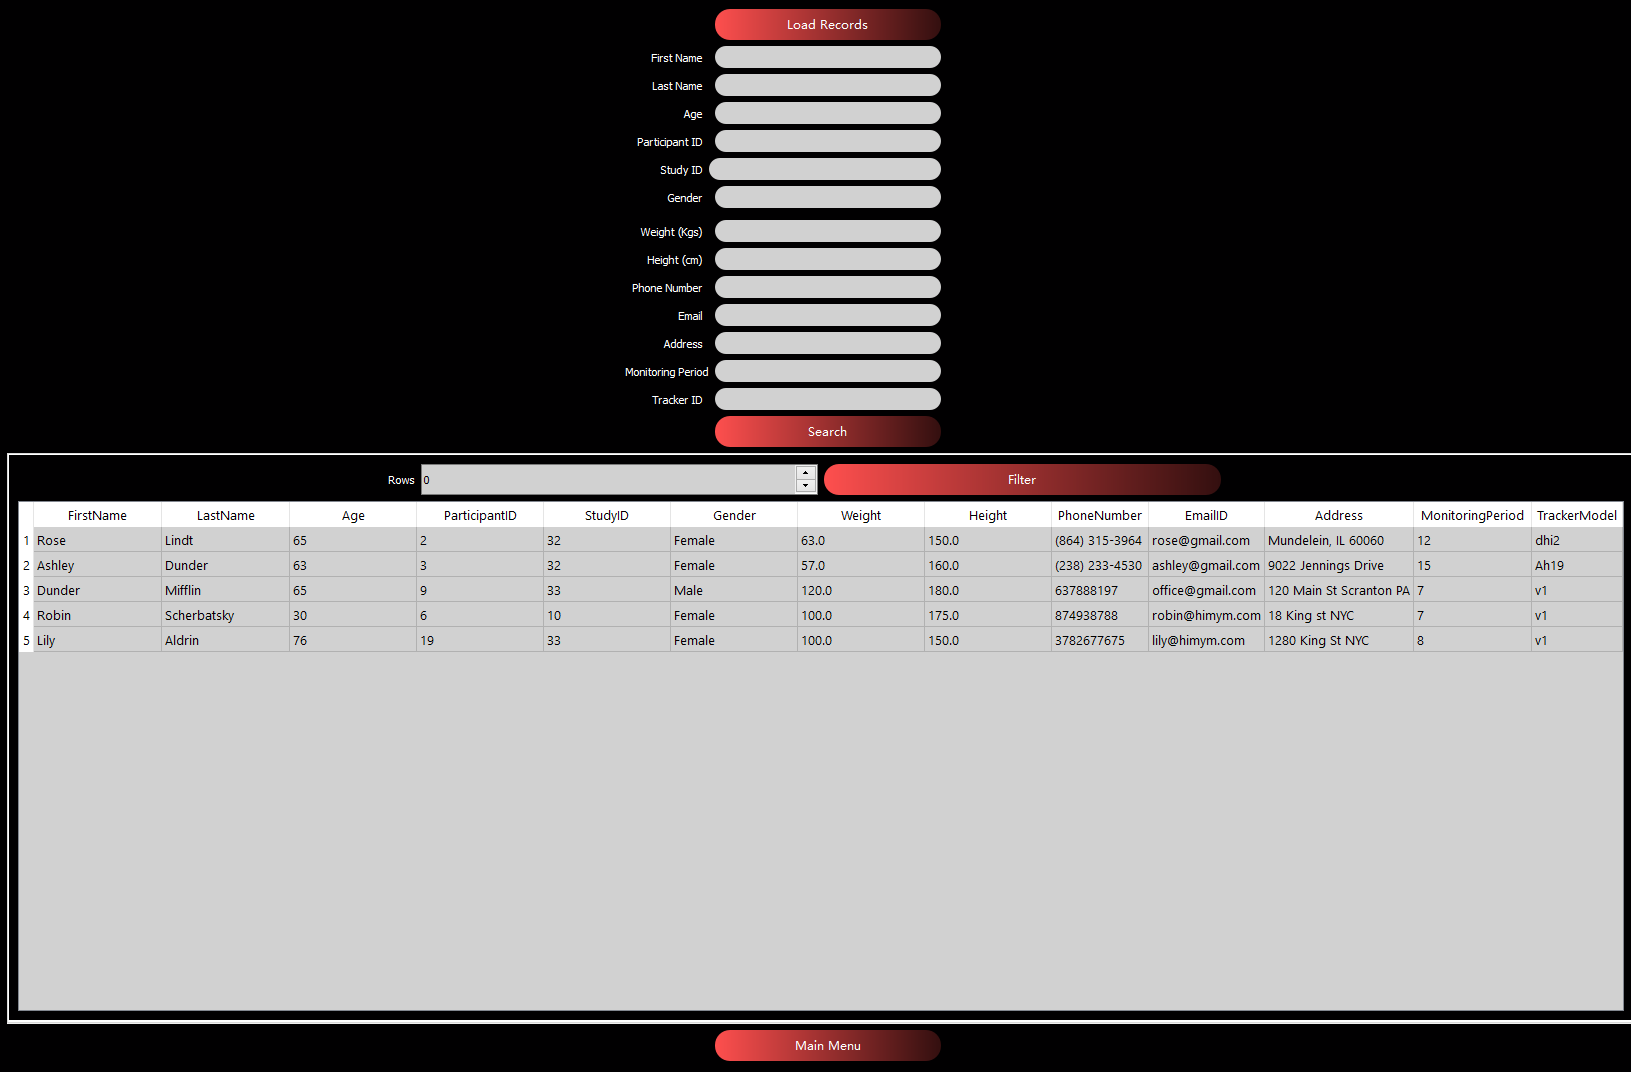 Load Records
First Name
Last Name
Age
Participant ID
Study ID
Gender
Weight (Kgs)
Height (cm)
Phone Number
Email
Address
Monitoring Period
Tracker ID
Search
Rows 0 Filter
FirstName LastName Age ParticipantID StudyID Gender Weight Height PhoneNumber EmailID Address MonitoringPeriod TrackerModel
1 Rose Lindt 65 2 32 Female 63.0 150.0 (864) 315-3964 rose@gmail.com Mundelein, IL 60060 12 dhi2
2 Ashley Dunder 63 3 32 Female 57.0 160.0 (238) 233-4530 ashley@gmail.com 9022 Jennings Drive 15 Ah19
3 Dunder Mifflin 65 9 33 Male 120.0 180.0 637888197 office@gmail.com 120 Main St Scranton PA 7 v1
4 Robin Scherbatsky 30 6 10 Female 100.0 175.0 874938788 robin@himym.com 18 King st NYC 7 v1
5 Lily Aldrin 76 19 33 Female 100.0 150.0 3782677675 lily@himym.com 1280 King St NYC 8 v1
Main Menu